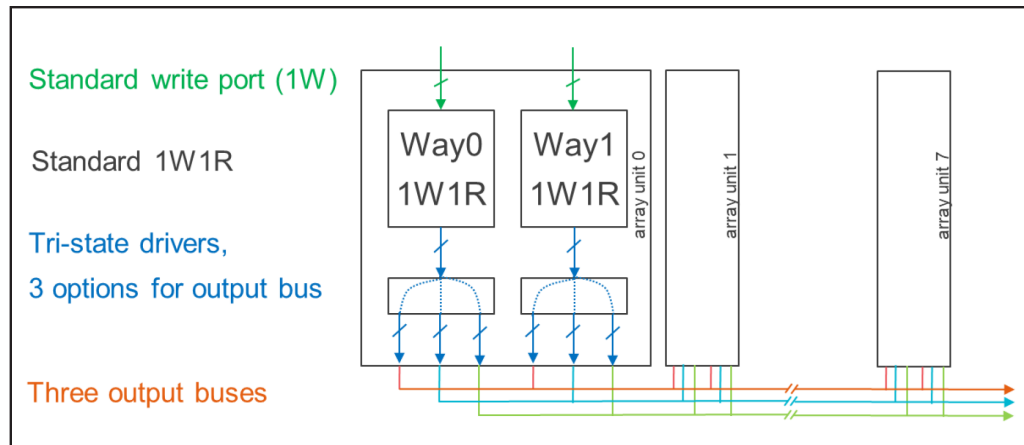 Standard write port (1W)
Standard 1W1R
Tri-state drivers,
3 options for output bus
Three output buses
Way0
1W1R
Way1
1W1R
array unit 0
array unit 1
array unit 7